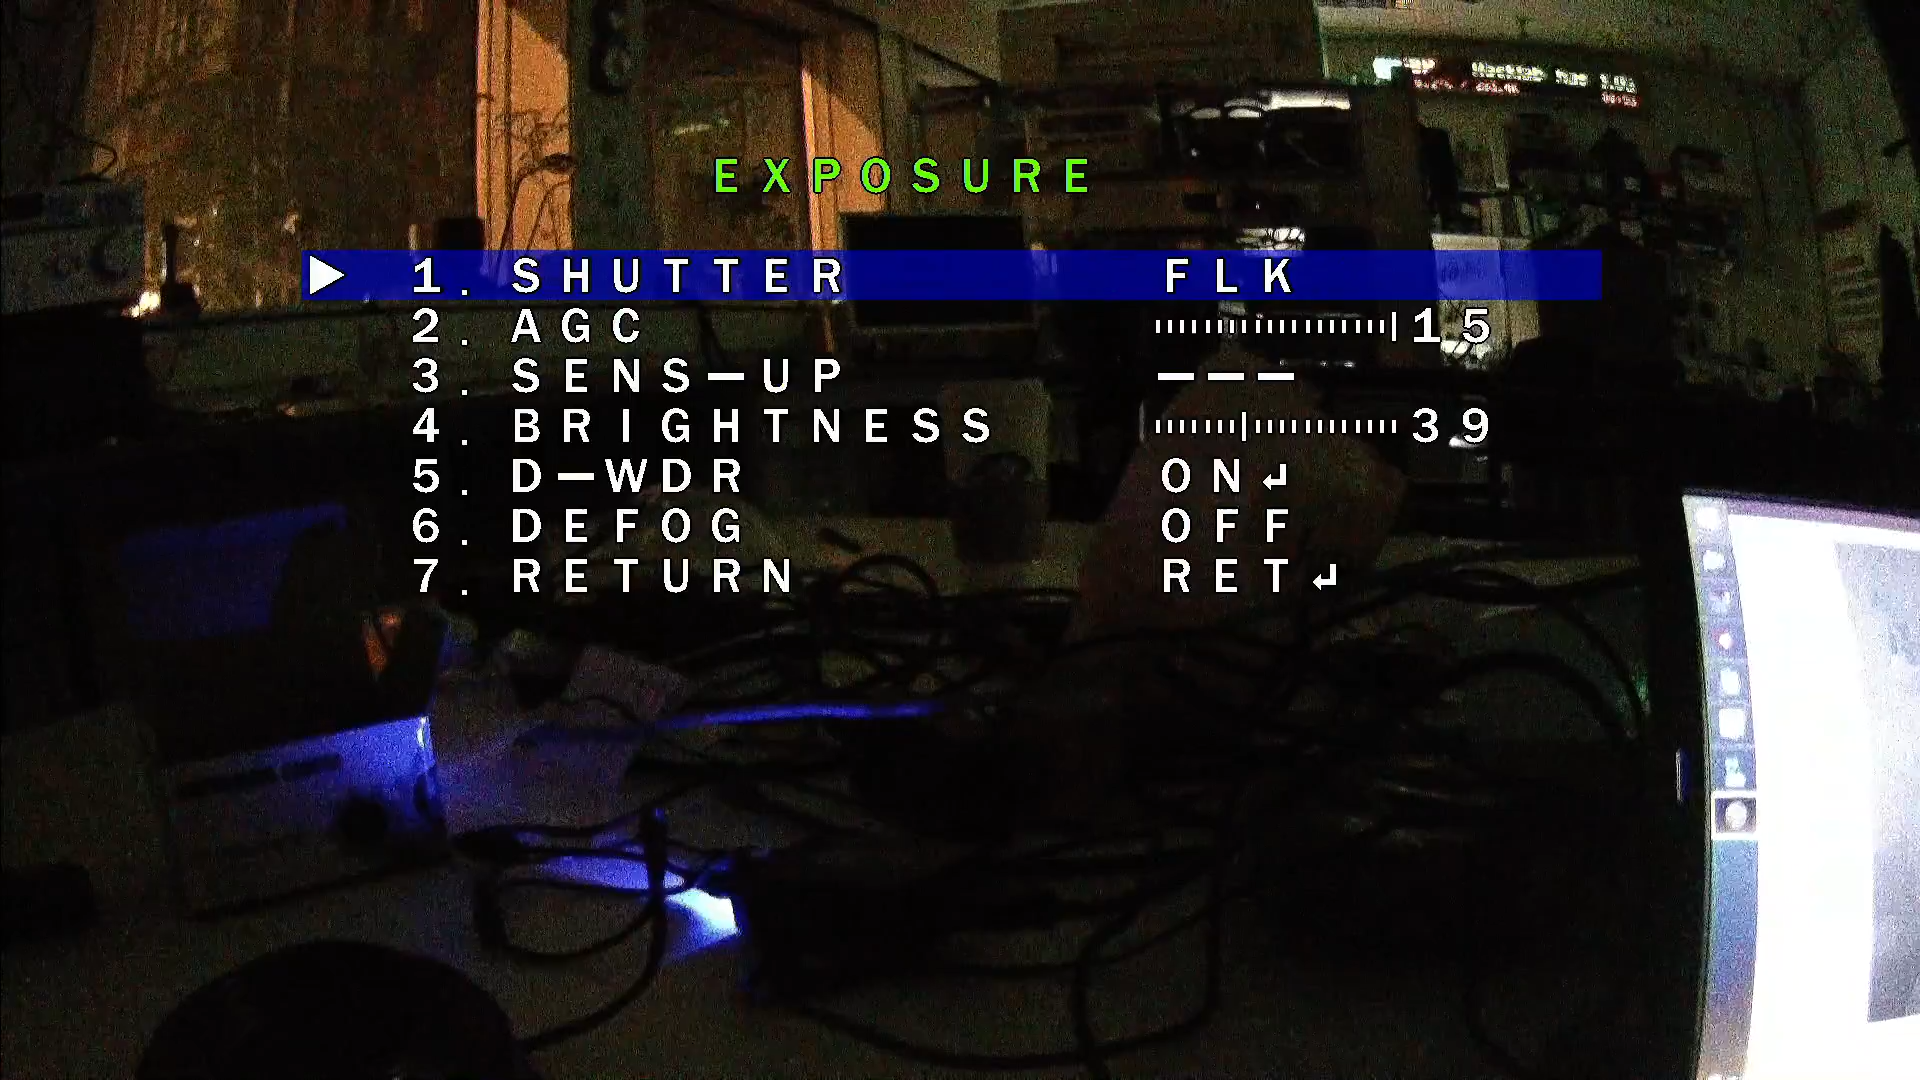 EXPOSURE
1. SHUTTER FLK
2. AGC 15
3. SENS-UP ---
4. BRIGHTNESS 39
5. D-WDR ON↵
6. DEFOG OFF
7. RETURN RET↵